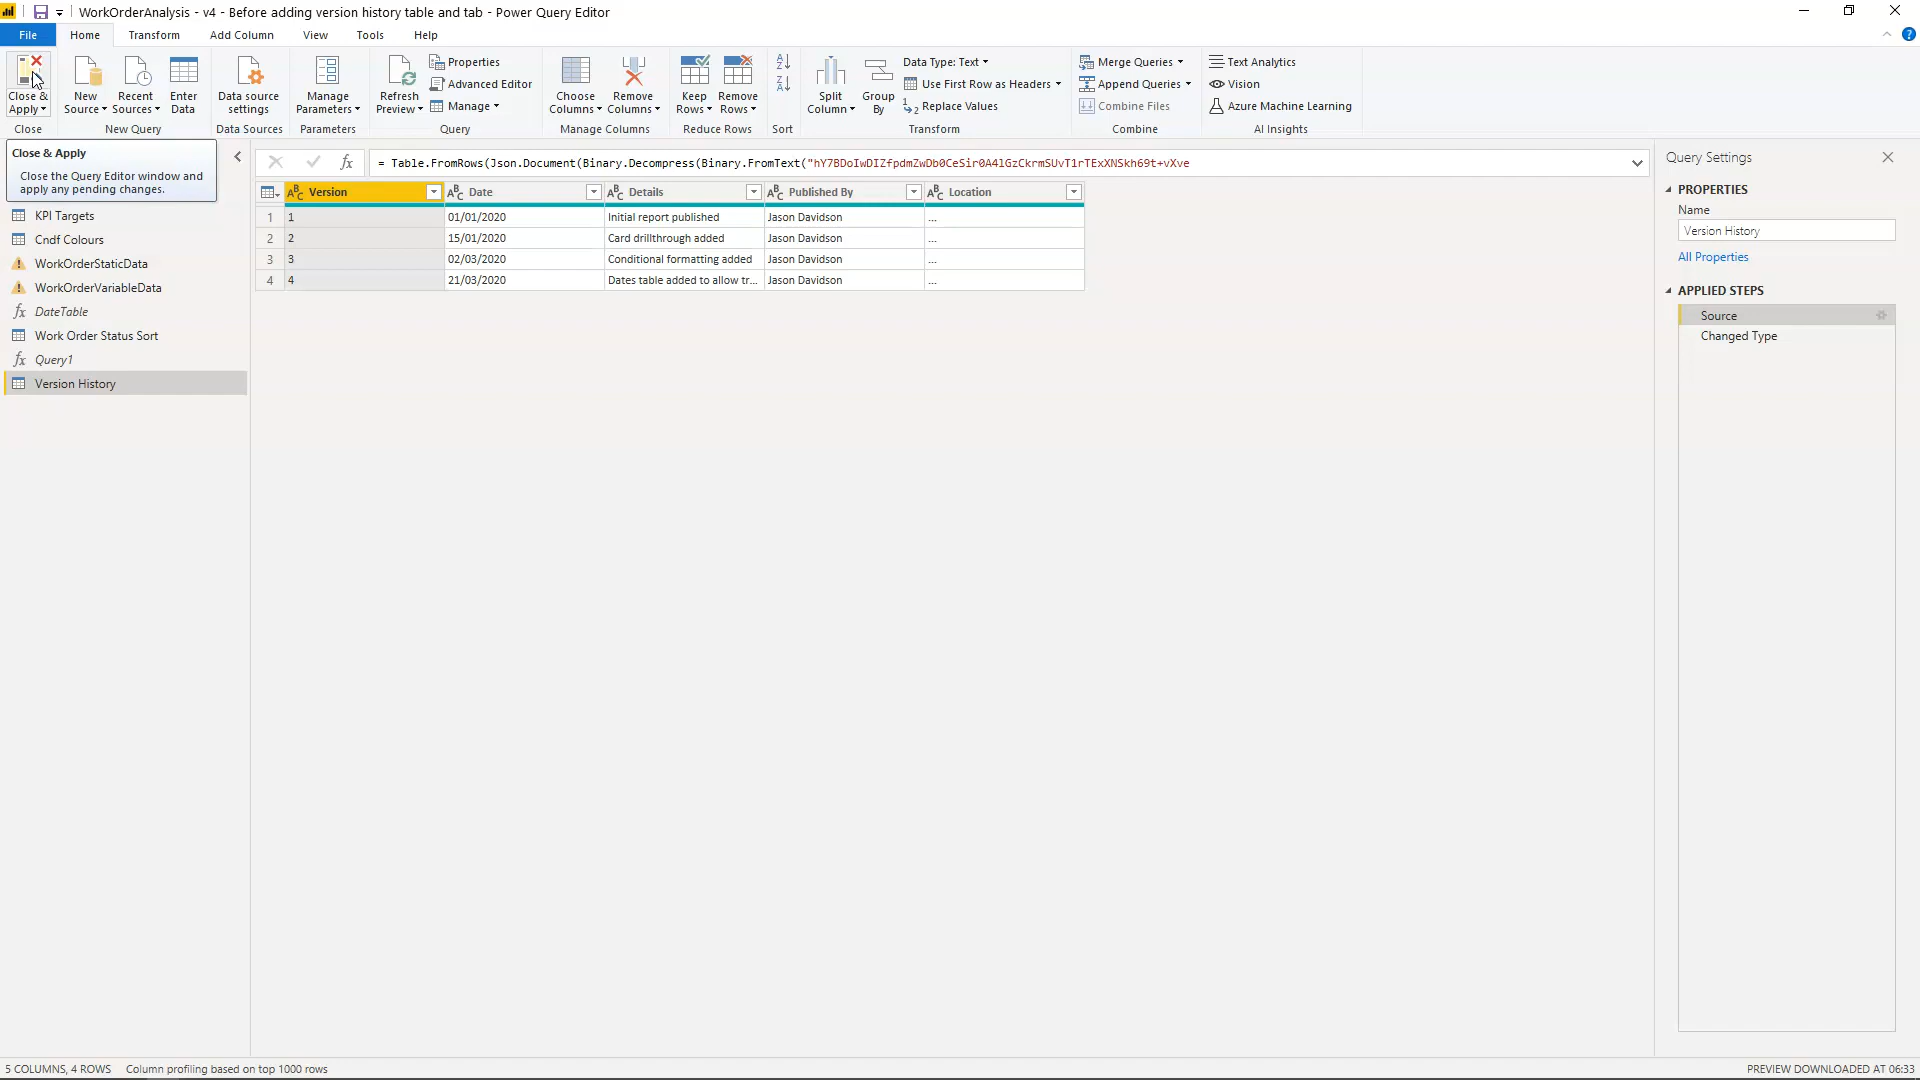 WorkOrderAnalysis - v4 - Before adding version history table and tab - Power Query Editor
File Home Transform Add Column View Tools Help
Close & Apply
New Source
Recent Sources
Enter Data
Data source settings
Manage Parameters
Refresh Preview
Properties
Advanced Editor
Manage
Choose Columns
Remove Columns
Keep Rows
Remove Rows
Split Column
Group By
Data Type: Text
Use First Row as Headers
Replace Values
Merge Queries
Append Queries
Combine Files
Text Analytics
Vision
Azure Machine Learning
Close New Query Data Sources Parameters Query Manage Columns Reduce Rows Sort Transform Combine AI Insights
Close & Apply
Close the Query Editor window and
apply any pending changes.
KPI Targets
Cndf Colours
WorkOrderStaticData
WorkOrderVariableData
DateTable
Work Order Status Sort
Query1
Version History
= Table.FromRows(Json.Document(Binary.Decompress(Binary.FromText("hY7BDoIwDIZfpdmZwDb0CeSir0A4lGzCkrmSUvT1rTExXNSkh69t+vXve
Version Date Details Published By Location
1 1 01/01/2020 Initial report published Jason Davidson ...
2 2 15/01/2020 Card drillthrough added Jason Davidson ...
3 3 02/03/2020 Conditional formatting added Jason Davidson ...
4 4 21/03/2020 Dates table added to allow tr... Jason Davidson ...
Query Settings
PROPERTIES
Name
Version History
All Properties
APPLIED STEPS
Source
Changed Type
5 COLUMNS, 4 ROWS Column profiling based on top 1000 rows
PREVIEW DOWNLOADED AT 06:33